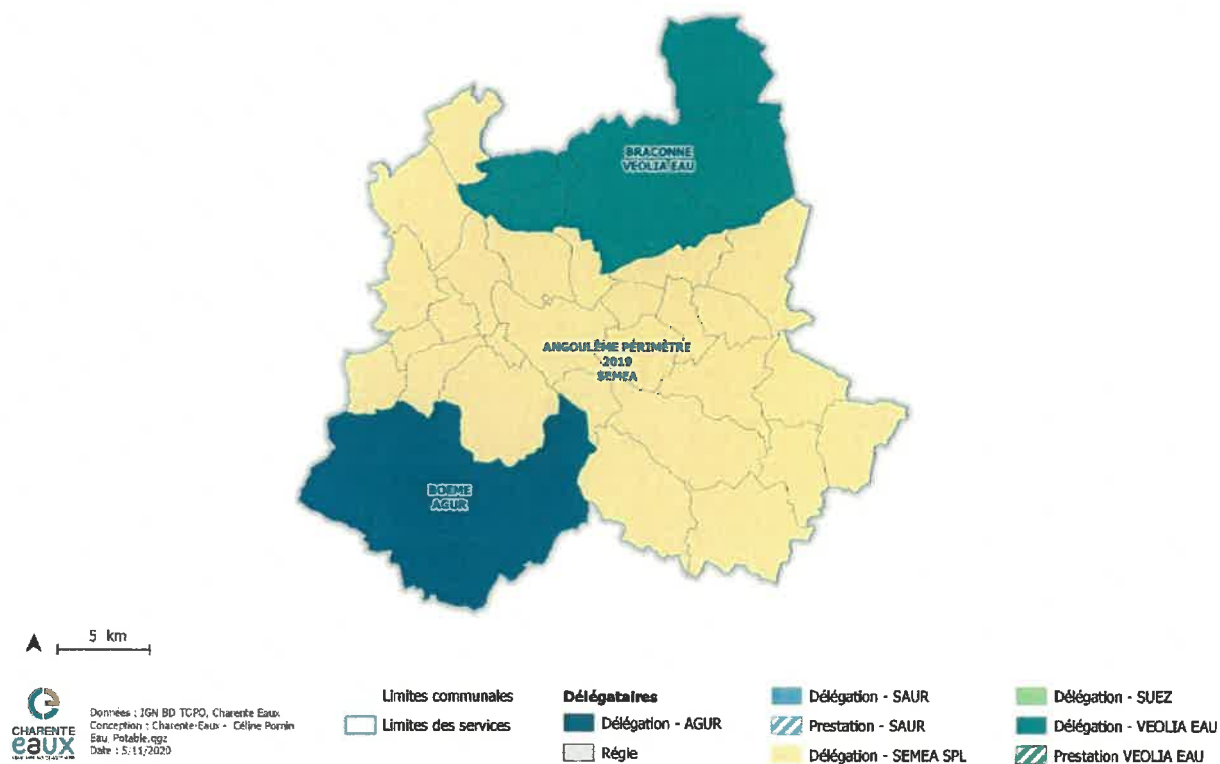 BRACONNE
VEOLIA EAU
ANGOULÊME PÉRIMÈTRE
2019
SEMEA
BOEME
AGUR
5 km
CHARENTE
eaux
Données : IGN BD TOPO, Charente Eaux
Conception : Charente-Eaux - Céline Pornin
Eau_Potable.qgz
Date : 5/11/2020
Limites communales
Limites des services
Délégataires
Délégation - AGUR
Régie
Délégation - SAUR
Prestation - SAUR
Délégation - SEMEA SPL
Délégation - SUEZ
Délégation - VEOLIA EAU
Prestation VEOLIA EAU